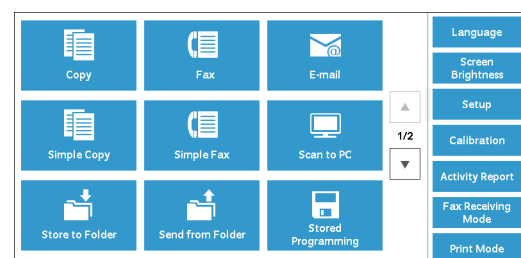 Copy
Fax
E-mail
Simple Copy
Simple Fax
Scan to PC
Store to Folder
Send from Folder
Stored
Programming
1/2
Language
Screen
Brightness
Setup
Calibration
Activity Report
Fax Receiving
Mode
Print Mode